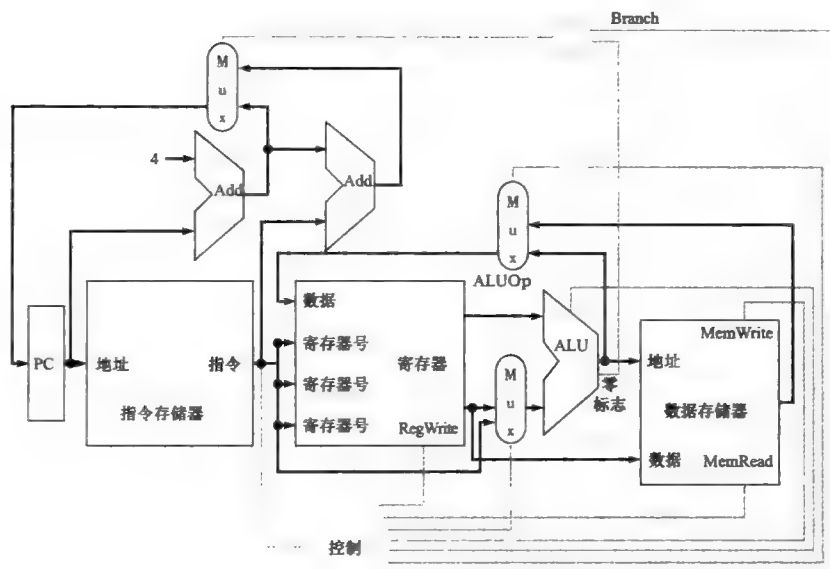 Branch
M
u
x
4
Add
Add
M
u
x
ALUOp
数据
ALU
MemWrite
PC
地址
指令
寄存器号
寄存器
M
u
x
地址
指令存储器
寄存器号
零
标志
数据存储器
寄存器号
RegWrite
数据
MemRead
控制